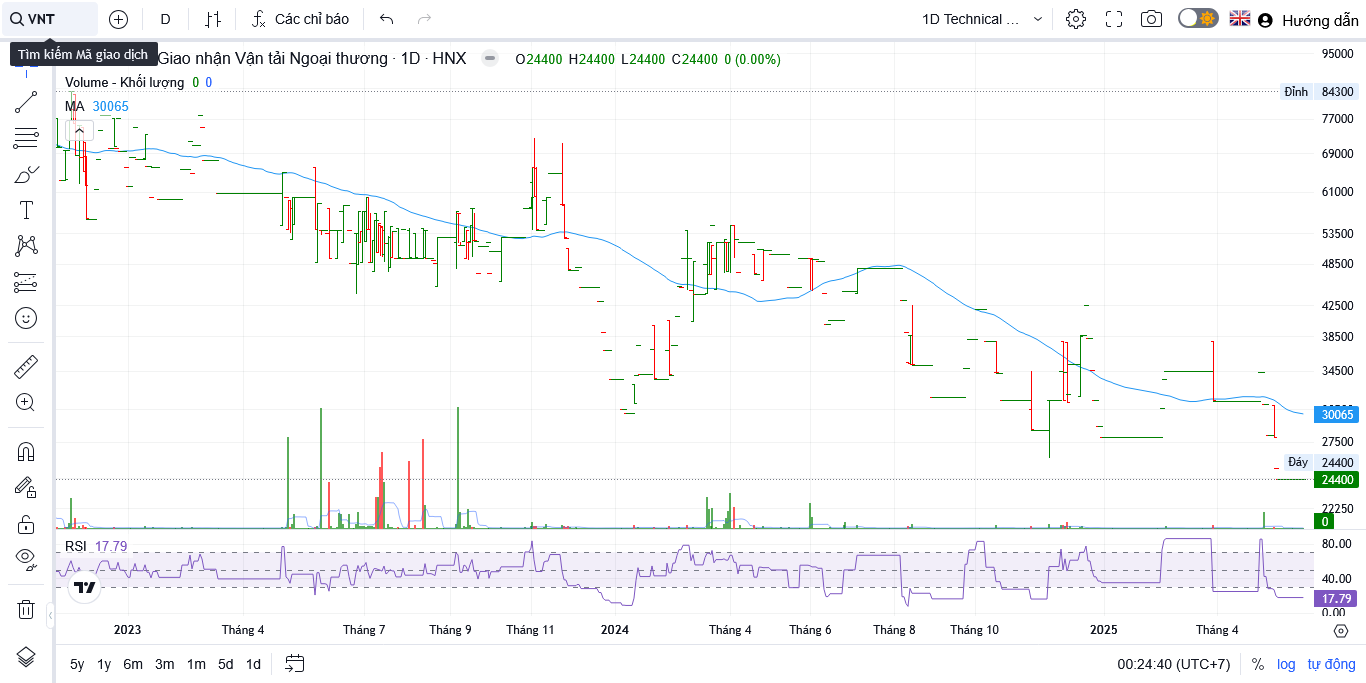 VNT D Các chỉ báo 1D Technical ... Hướng dẫn
Tìm kiếm Mã giao dịch
Giao nhận Vận tải Ngoại thương · 1D · HNX O24400 H24400 L24400 C24400 0 (0.00%)
Volume - Khối lượng 0 0
MA 30065
95000
Đỉnh 84300
77000
69000
61000
53500
48500
42500
38500
34500
30065
27500
Đáy 24400
24400
22250
0
RSI 17.79
80.00
40.00
17.79
0.00
2023 Tháng 4 Tháng 7 Tháng 9 Tháng 11 2024 Tháng 4 Tháng 6 Tháng 8 Tháng 10 2025 Tháng 4
5y 1y 6m 3m 1m 5d 1d 00:24:40 (UTC+7) % log tự động